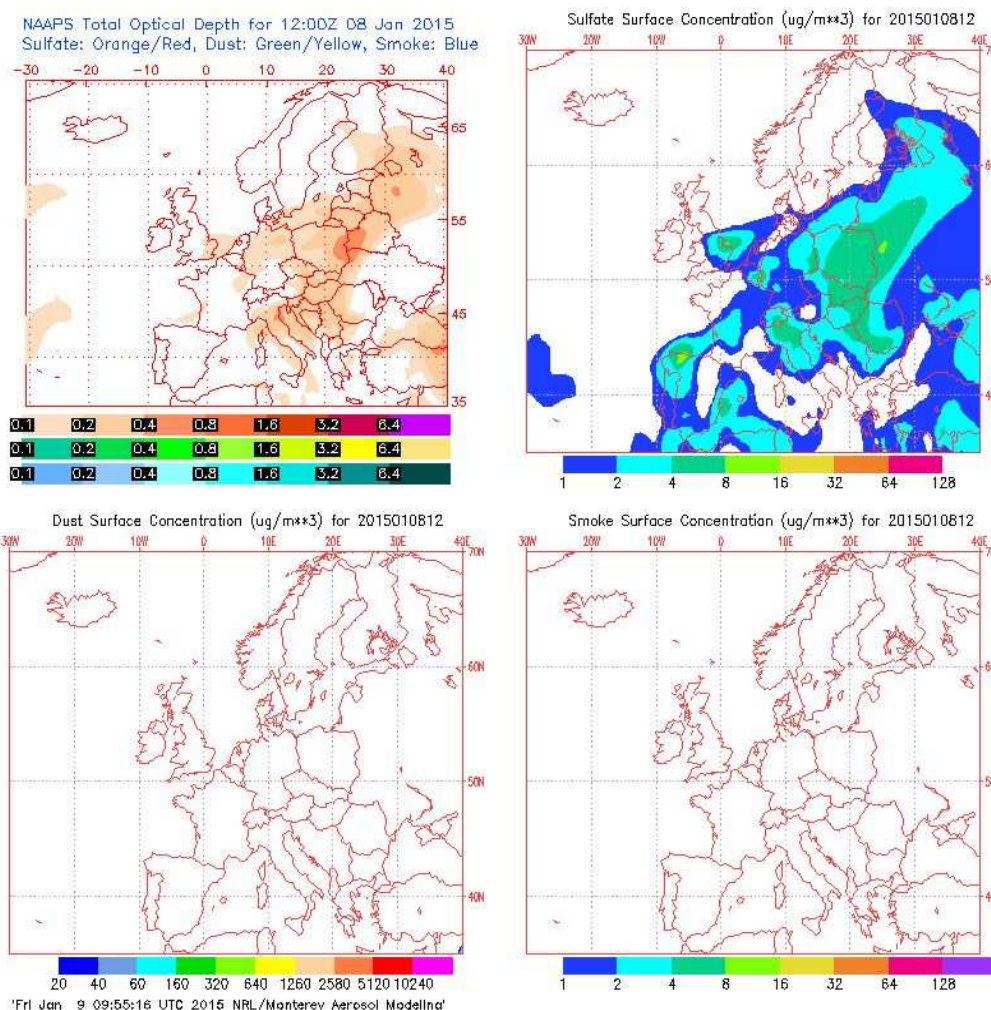 NAAPS Total Optical Depth for 12:00Z 08 Jan 2015
Sulfate: Orange/Red, Dust: Green/Yellow, Smoke: Blue
-30 -20 -10 0 10 20 30 40
65
55
45
35
0.1 0.2 0.4 0.8 1.6 3.2 6.4
0.1 0.2 0.4 0.8 1.6 3.2 6.4
0.1 0.2 0.4 0.8 1.6 3.2 6.4
Sulfate Surface Concentration (ug/m**3) for 2015010812
30W 20W 10W 0 10E 20E 30E 40E
7
6
5
4
1 2 4 8 16 32 64 128
Dust Surface Concentration (ug/m**3) for 2015010812
30W 20W 10W 0 10E 20E 30E 40E
70N
60N
50N
40N
20 40 60 160 320 640 1260 2580 5120 10240
Smoke Surface Concentration (ug/m**3) for 2015010812
30W 20W 10W 0 10E 20E 30E 40E
7
6
5
4
1 2 4 8 16 32 64 128
'Fri Jan 9 09:55:16 UTC 2015 NRL/Monterey Aerosol Modeling'